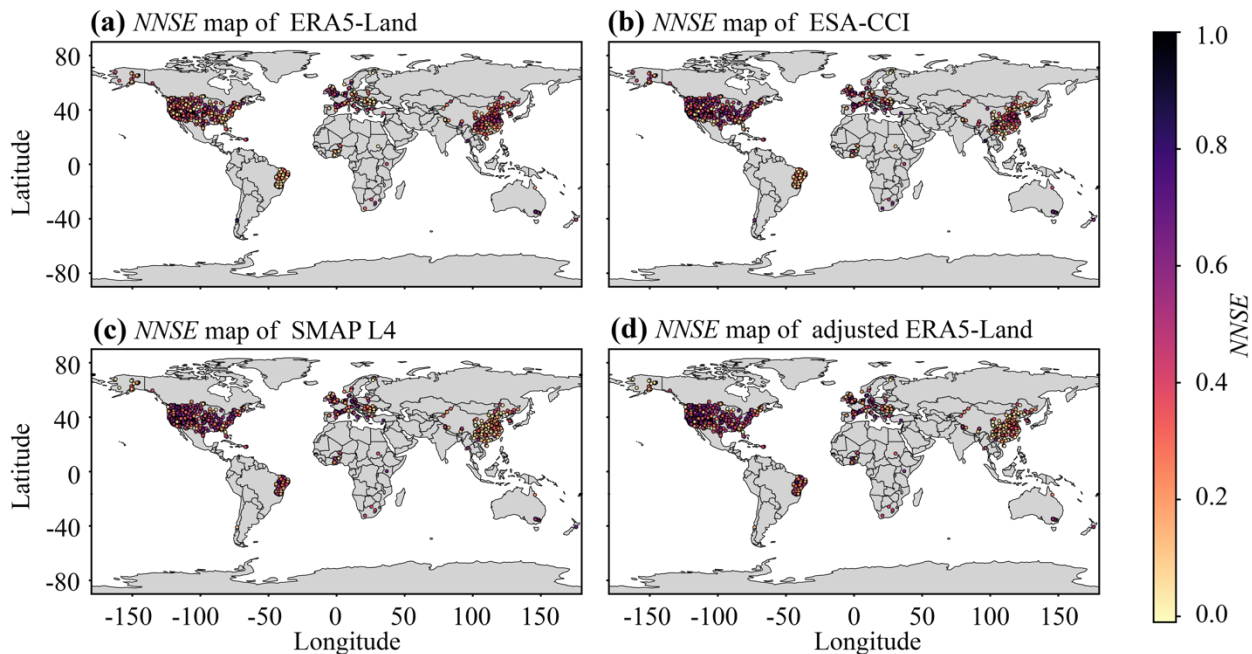 (a) NNSE map of ERA5-Land
(b) NNSE map of ESA-CCI
80
40
0
-40
-80
Latitude
(c) NNSE map of SMAP L4
(d) NNSE map of adjusted ERA5-Land
80
40
0
-40
-80
Latitude
-150 -100 -50 0 50 100 150
Longitude
-150 -100 -50 0 50 100 150
Longitude
1.0
0.8
0.6
0.4
0.2
0.0
NNSE